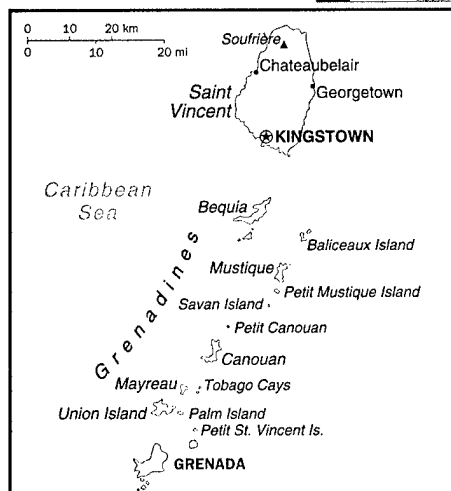 0 10 20 km
0 10 20 mi
Soufrière
Chateaubelair
Saint
Vincent
Georgetown
KINGSTOWN
Caribbean
Sea
Bequia
Baliceaux Island
Grenadines
Mustique
Petit Mustique Island
Savan Island
Petit Canouan
Canouan
Mayreau
Tobago Cays
Union Island
Palm Island
Petit St. Vincent Is.
GRENADA